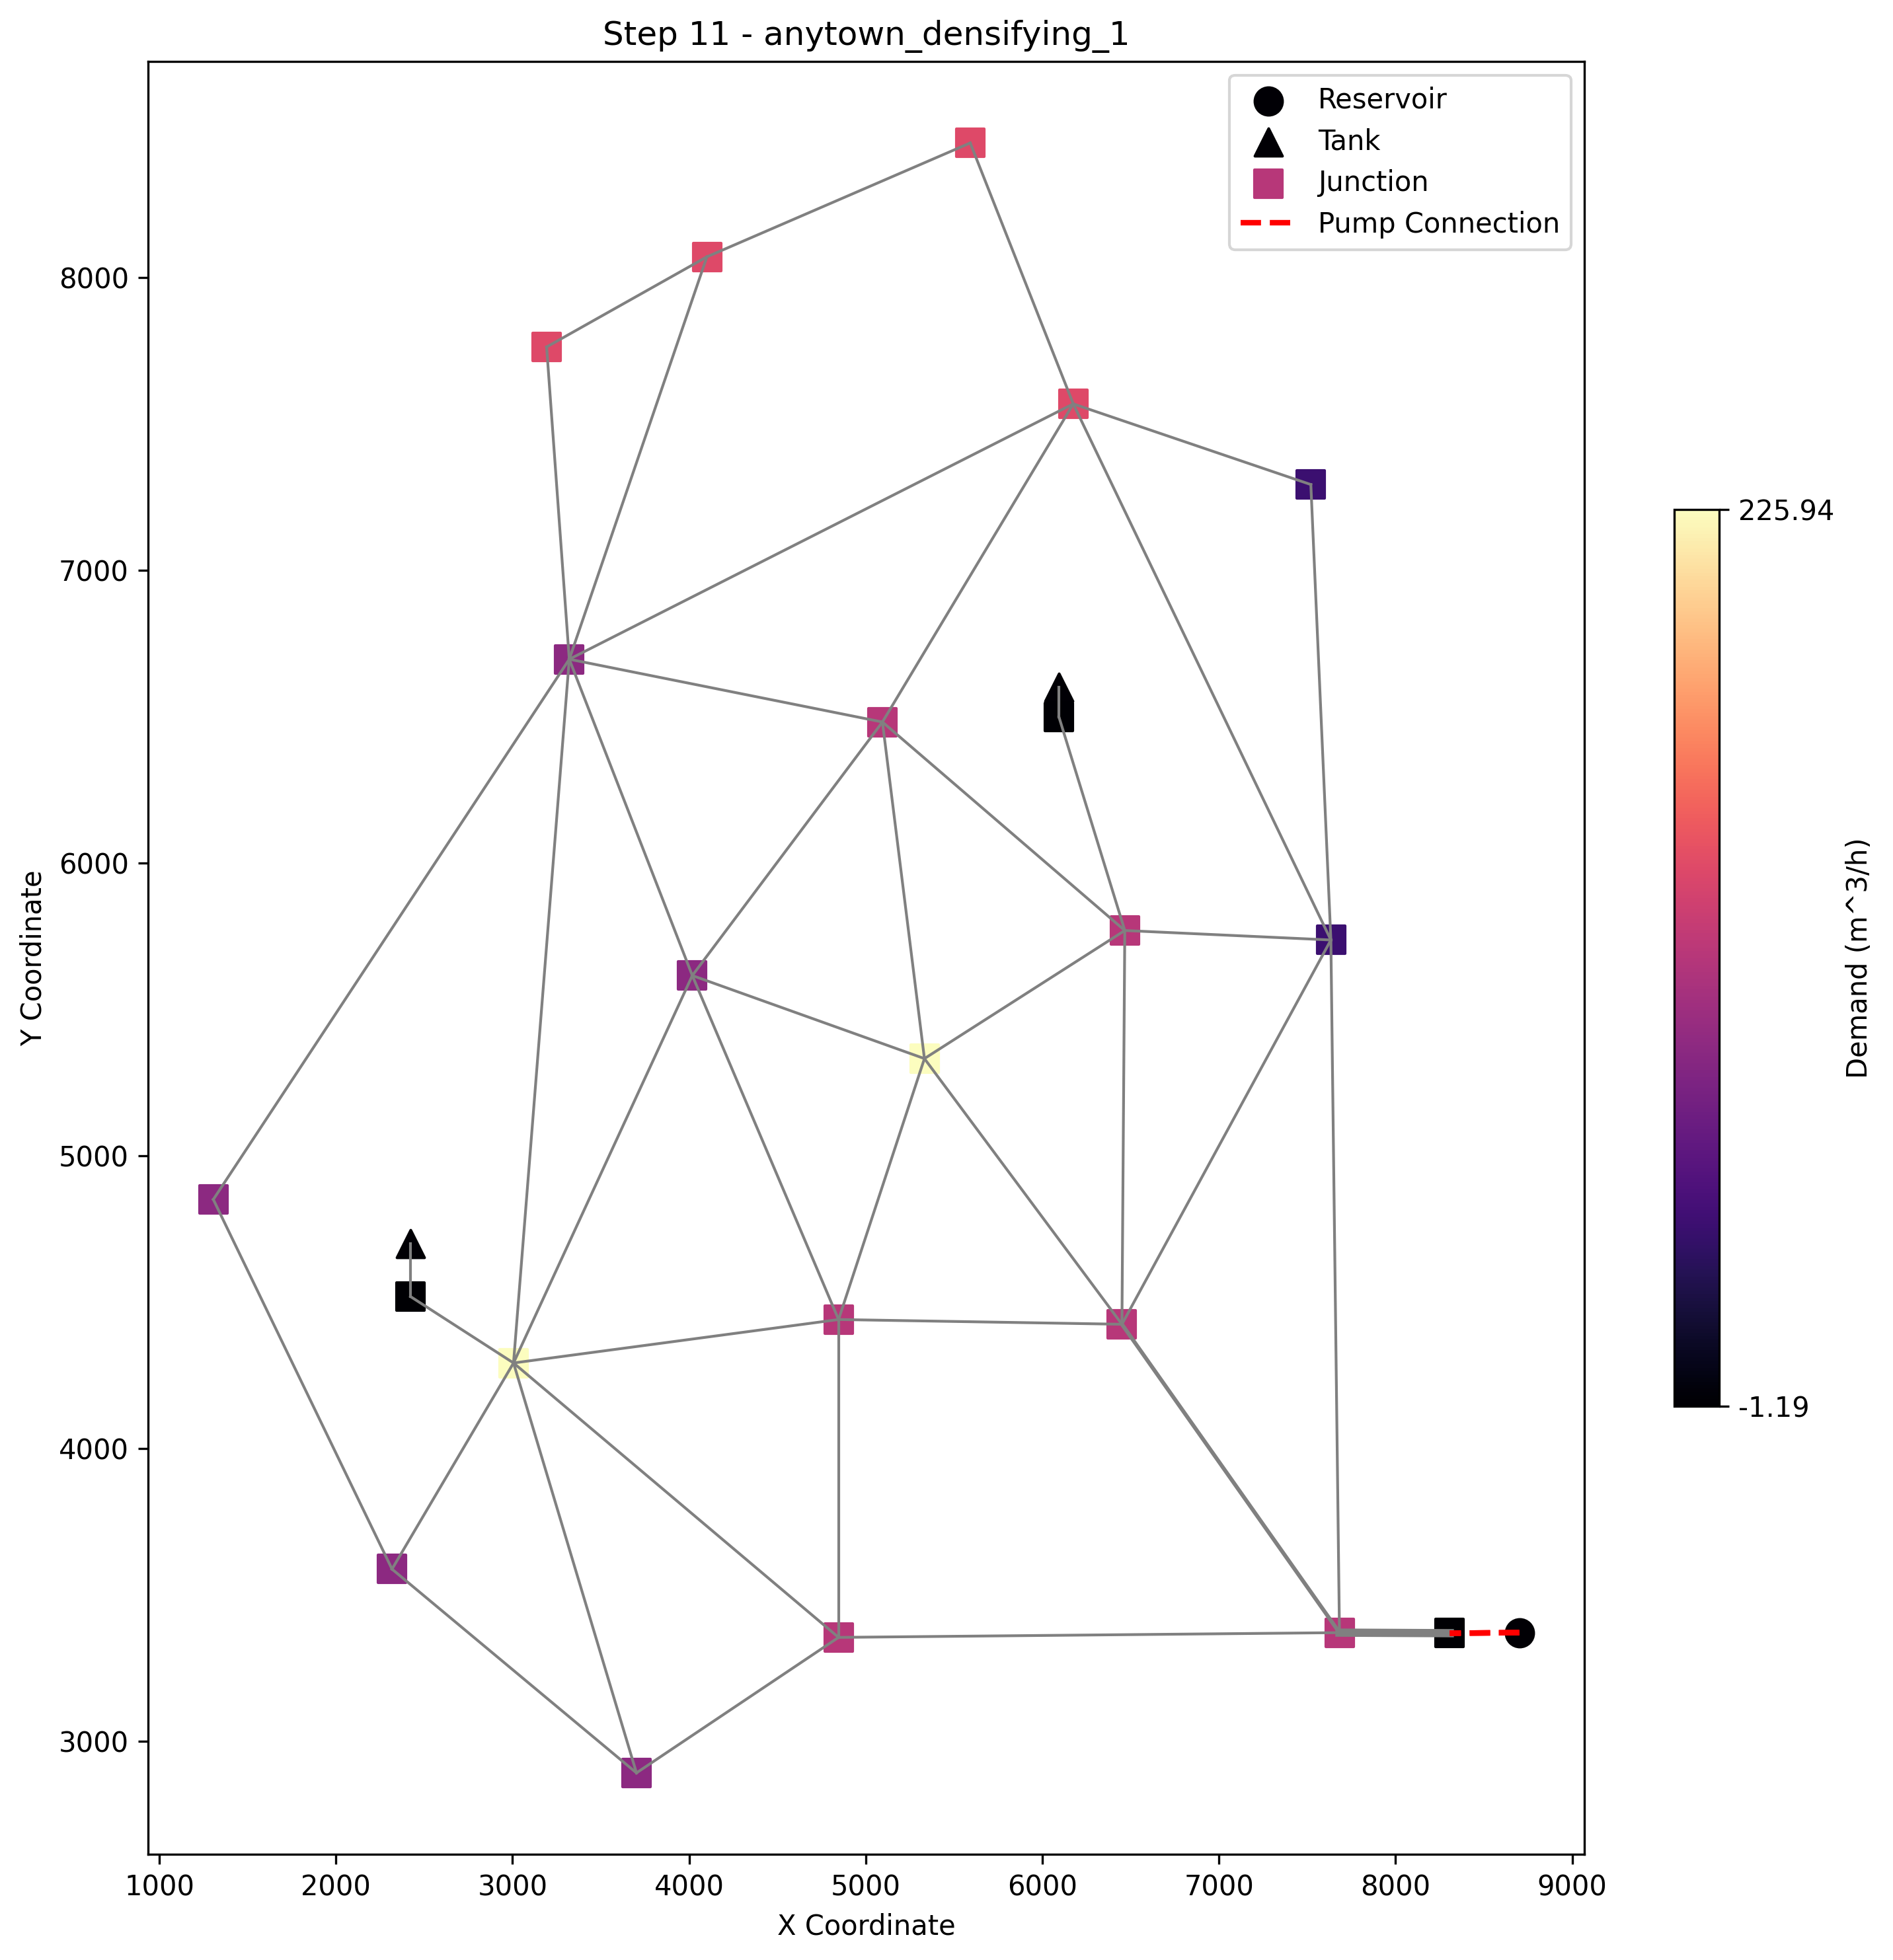 Step 11 - anytown_densifying_1
Reservoir
Tank
Junction
Pump Connection
8000
7000
6000
5000
4000
3000
Y Coordinate
1000
2000
3000
4000
5000
6000
7000
8000
9000
X Coordinate
225.94
-1.19
Demand (m^3/h)